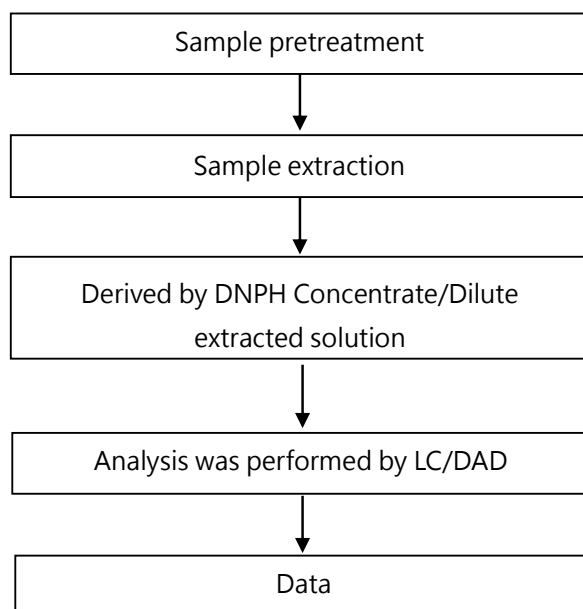 Sample pretreatment
Sample extraction
Derived by DNPH Concentrate/Dilute
extracted solution
Analysis was performed by LC/DAD
Data